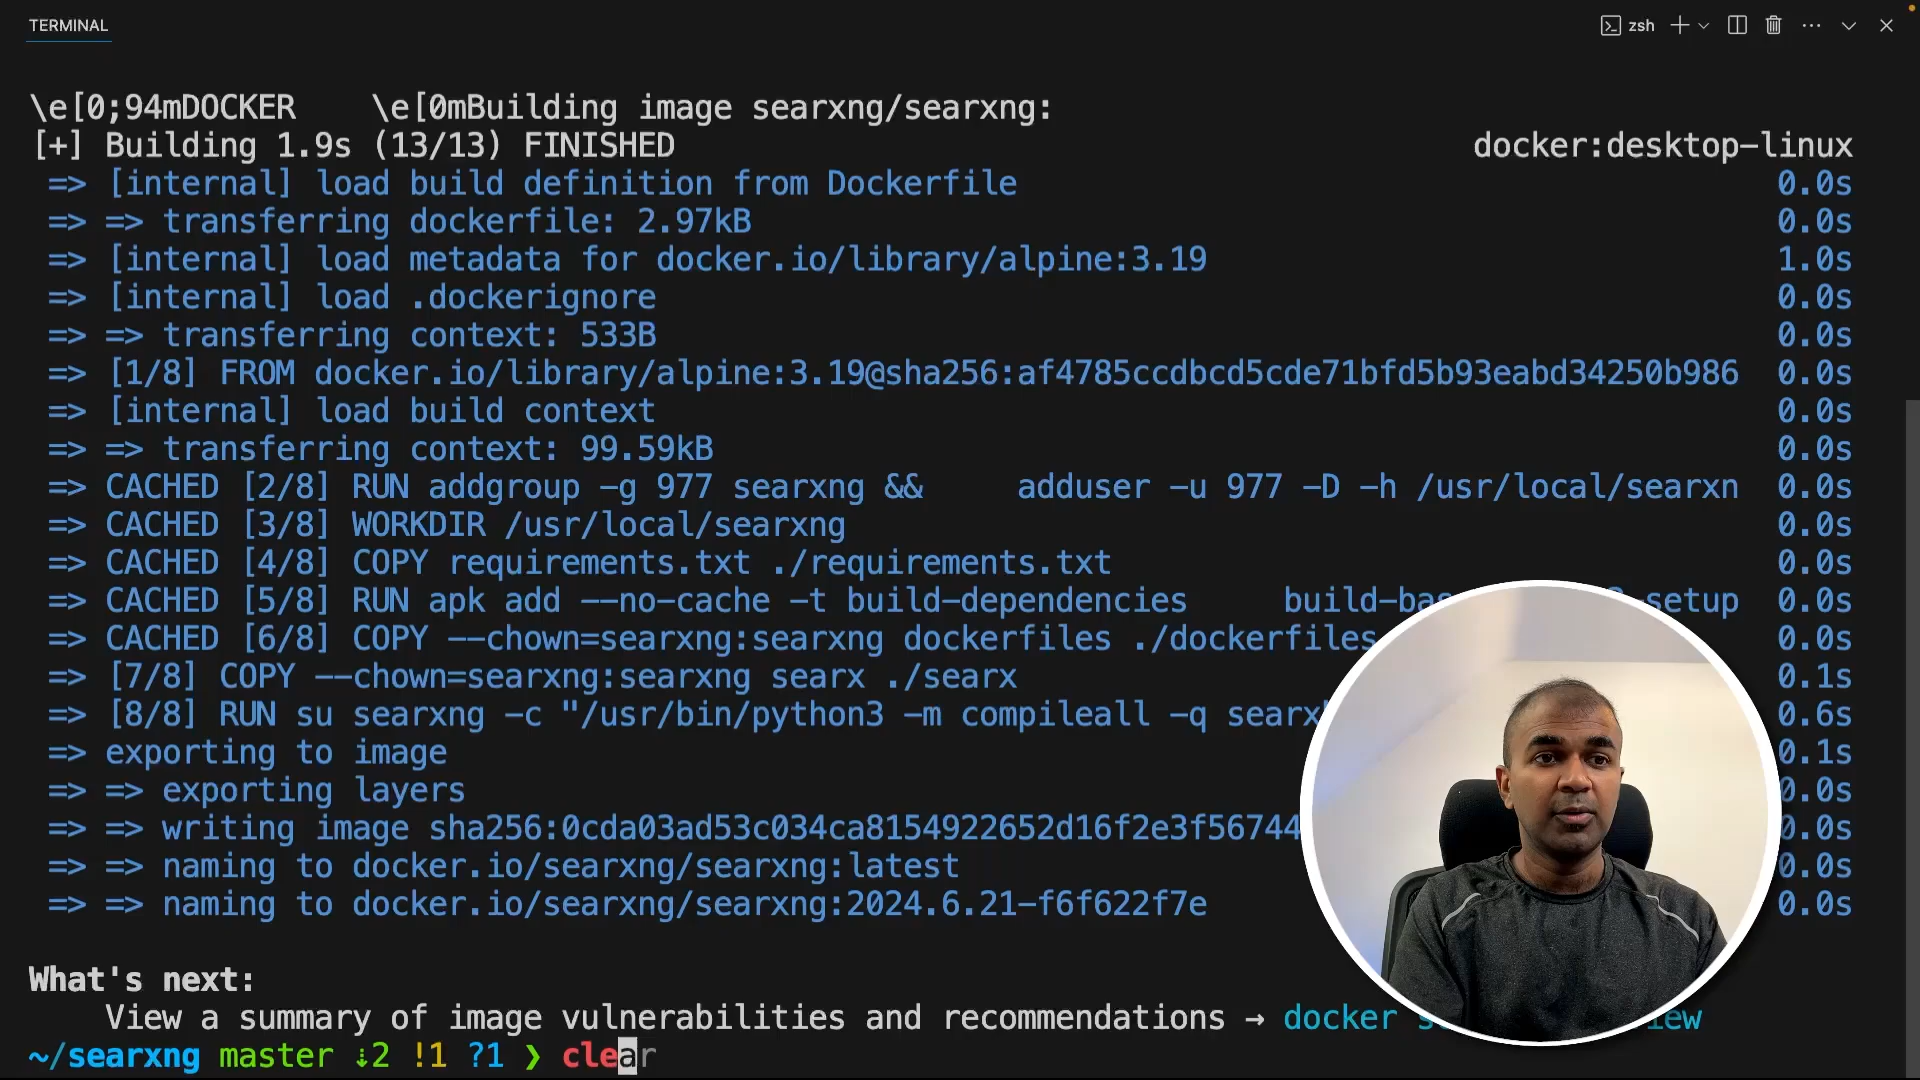 TERMINAL
zsh
\e[0;94mDOCKER    \e[0mBuilding image searxng/searxng:
[+] Building 1.9s (13/13) FINISHED docker:desktop-linux
=> [internal] load build definition from Dockerfile 0.0s
=> => transferring dockerfile: 2.97kB 0.0s
=> [internal] load metadata for docker.io/library/alpine:3.19 1.0s
=> [internal] load .dockerignore 0.0s
=> => transferring context: 533B 0.0s
=> [1/8] FROM docker.io/library/alpine:3.19@sha256:af4785ccdbcd5cde71bfd5b93eabd34250b986 0.0s
=> [internal] load build context 0.0s
=> => transferring context: 99.59kB 0.0s
=> CACHED [2/8] RUN addgroup -g 977 searxng &&     adduser -u 977 -D -h /usr/local/searxn 0.0s
=> CACHED [3/8] WORKDIR /usr/local/searxng 0.0s
=> CACHED [4/8] COPY requirements.txt ./requirements.txt 0.0s
=> CACHED [5/8] RUN apk add --no-cache -t build-dependencies     build-bas setup 0.0s
=> CACHED [6/8] COPY --chown=searxng:searxng dockerfiles ./dockerfiles 0.0s
=> [7/8] COPY --chown=searxng:searxng searx ./searx 0.1s
=> [8/8] RUN su searxng -c "/usr/bin/python3 -m compileall -q searx 0.6s
=> exporting to image 0.1s
=> => exporting layers 0.0s
=> => writing image sha256:0cda03ad53c034ca8154922652d16f2e3f56744 0.0s
=> => naming to docker.io/searxng/searxng:latest 0.0s
=> => naming to docker.io/searxng/searxng:2024.6.21-f6f622f7e 0.0s
What's next:
View a summary of image vulnerabilities and recommendations → docker
~/searxng master ⇣2 !1 ?1 ❯ clear